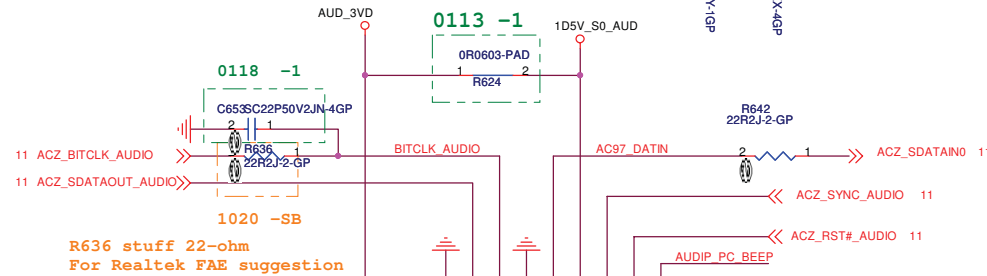 AUD_3VD
0113 -1
1D5V_S0_AUD
Y-1GP
X-4GP
0R0603-PAD
1 2
R624
0118 -1
C653 SC22P50V2JN-4GP
2 1
R642
22R2J-2-GP
R636
2 1
22R2J-2-GP
11 ACZ_BITCLK_AUDIO
BITCLK_AUDIO
AC97_DATIN
2 1
ACZ_SDATAIN0
11 ACZ_SDATAOUT_AUDIO
ACZ_SYNC_AUDIO 11
1020 -SB
ACZ_RST#_AUDIO 11
R636 stuff 22-ohm
For Realtek FAE suggestion
AUDIP_PC_BEEP